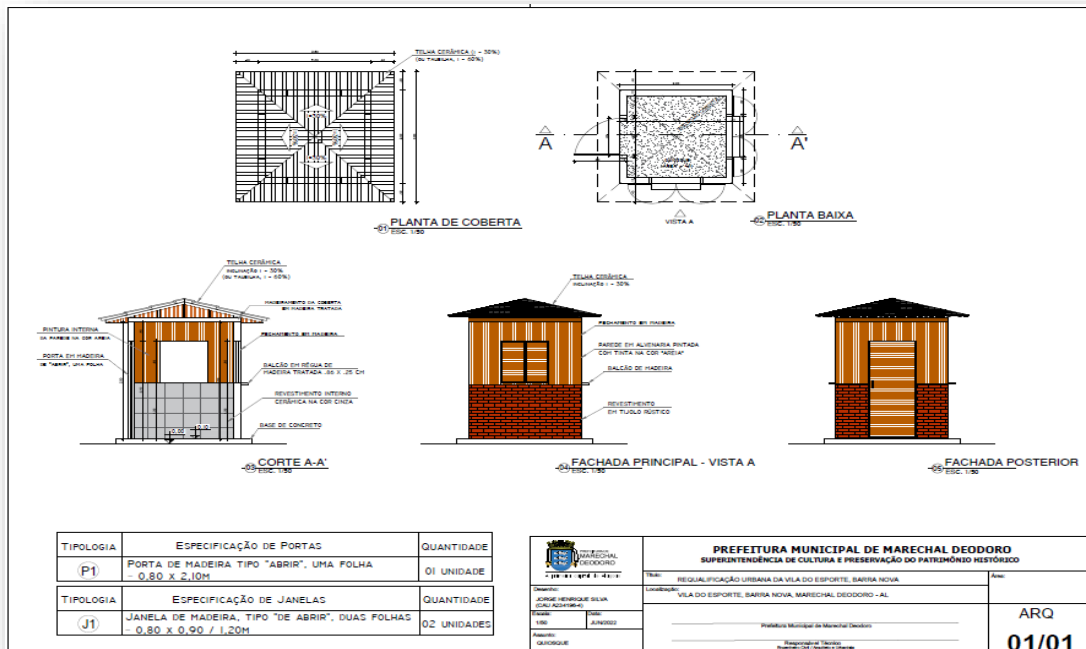 TELHA CERÂMICA (i = 30%)
(OU TAUBILHA, i = 60%)
01 PLANTA DE COBERTA
ESC. 1/50
A
A'
VISTA A
02 PLANTA BAIXA
ESC. 1/50
TELHA CERÂMICA
INCLINAÇÃO i = 30%
(OU TAUBILHA, i = 60%)
MADEIRAMENTO DA COBERTA
EM MADEIRA TRATADA
PINTURA INTERNA
DA PAREDE NA COR AREIA
FECHAMENTO EM MADEIRA
PORTA EM MADEIRA
DE "ABRIR", UMA FOLHA
BALCÃO EM RÉGUA DE
MADEIRA TRATADA .06 X .25 CM
REVESTIMENTO INTERNO
CERÂMICA NA COR CINZA
BASE DE CONCRETO
03 CORTE A-A'
ESC. 1/50
TELHA CERÂMICA
INCLINAÇÃO i = 30%
FECHAMENTO EM MADEIRA
PAREDE EM ALVENARIA PINTADA
COM TINTA NA COR "AREIA"
BALCÃO DE MADEIRA
REVESTIMENTO
EM TIJOLO RÚSTICO
04 FACHADA PRINCIPAL - VISTA A
ESC. 1/50
05 FACHADA POSTERIOR
ESC. 1/50
TIPOLOGIA ESPECIFICAÇÃO DE PORTAS QUANTIDADE
P1 PORTA DE MADEIRA TIPO "ABRIR", UMA FOLHA
- 0,80 X 2,10M 01 UNIDADE
TIPOLOGIA ESPECIFICAÇÃO DE JANELAS QUANTIDADE
J1 JANELA DE MADEIRA, TIPO "DE ABRIR", DUAS FOLHAS
- 0,80 X 0,90 / 1,20M 02 UNIDADES
MARECHAL
DEODORO
PREFEITURA MUNICIPAL DE MARECHAL DEODORO
SUPERINTENDÊNCIA DE CULTURA E PRESERVAÇÃO DO PATRIMÔNIO HISTÓRICO
Desenho:
JORGE HENRIQUE SILVA
Título: REQUALIFICAÇÃO URBANA DA VILA DO ESPORTE, BARRA NOVA
Área:
Localização: VILA DO ESPORTE, BARRA NOVA, MARECHAL DEODORO - AL
Escala: 1/50
Data: JUN/2022
Assunto:
QUIOSQUE
Prefeitura Municipal de Marechal Deodoro
Responsável Técnico
ARQ
01/01